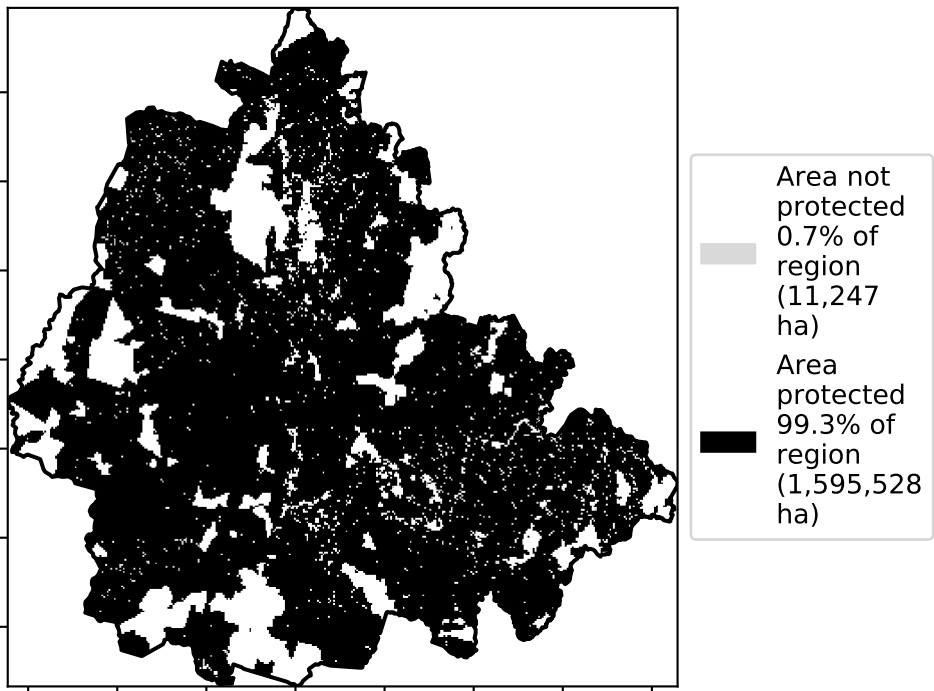 Area not
protected
0.7% of
region
(11,247
ha)
Area
protected
99.3% of
region
(1,595,528
ha)